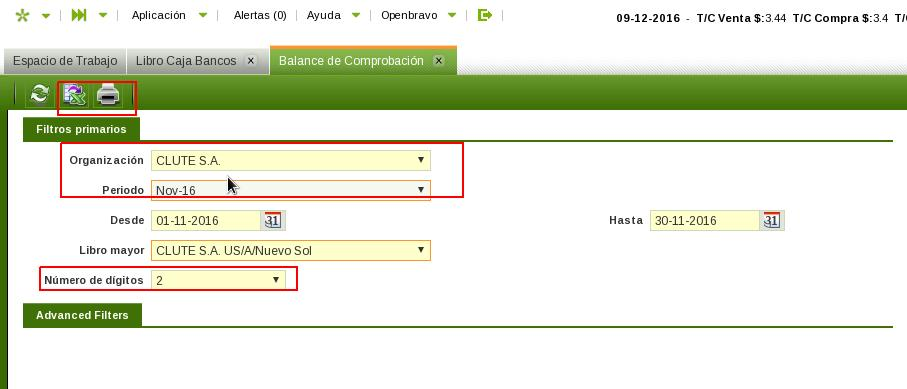 Aplicación Alertas (0) Ayuda Openbravo 09-12-2016 - T/C Venta $:3.44 T/C Compra $:3.4 T/
Espacio de Trabajo Libro Caja Bancos × Balance de Comprobación ×
Filtros primarios
Organización CLUTE S.A.
Periodo Nov-16
Desde 01-11-2016 31 Hasta 30-11-2016 31
Libro mayor CLUTE S.A. US/A/Nuevo Sol
Número de dígitos 2
Advanced Filters